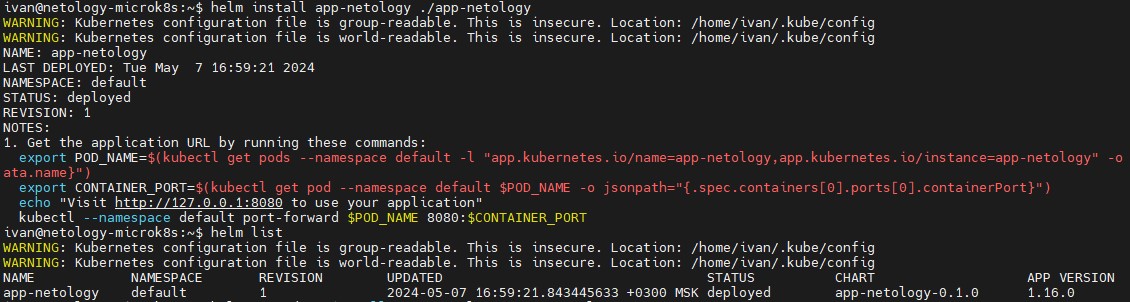 ivan@netology-microk8s:~$ helm install app-netology ./app-netology
WARNING: Kubernetes configuration file is group-readable. This is insecure. Location: /home/ivan/.kube/config
WARNING: Kubernetes configuration file is world-readable. This is insecure. Location: /home/ivan/.kube/config
NAME: app-netology
LAST DEPLOYED: Tue May  7 16:59:21 2024
NAMESPACE: default
STATUS: deployed
REVISION: 1
NOTES:
1. Get the application URL by running these commands:
  export POD_NAME=$(kubectl get pods --namespace default -l "app.kubernetes.io/name=app-netology,app.kubernetes.io/instance=app-netology" -o
ata.name}")
  export CONTAINER_PORT=$(kubectl get pod --namespace default $POD_NAME -o jsonpath="{.spec.containers[0].ports[0].containerPort}")
  echo "Visit http://127.0.0.1:8080 to use your application"
  kubectl --namespace default port-forward $POD_NAME 8080:$CONTAINER_PORT
ivan@netology-microk8s:~$ helm list
WARNING: Kubernetes configuration file is group-readable. This is insecure. Location: /home/ivan/.kube/config
WARNING: Kubernetes configuration file is world-readable. This is insecure. Location: /home/ivan/.kube/config
NAME            NAMESPACE       REVISION        UPDATED                                 STATUS          CHART                   APP VERSION
app-netology    default         1               2024-05-07 16:59:21.843445633 +0300 MSK deployed        app-netology-0.1.0      1.16.0